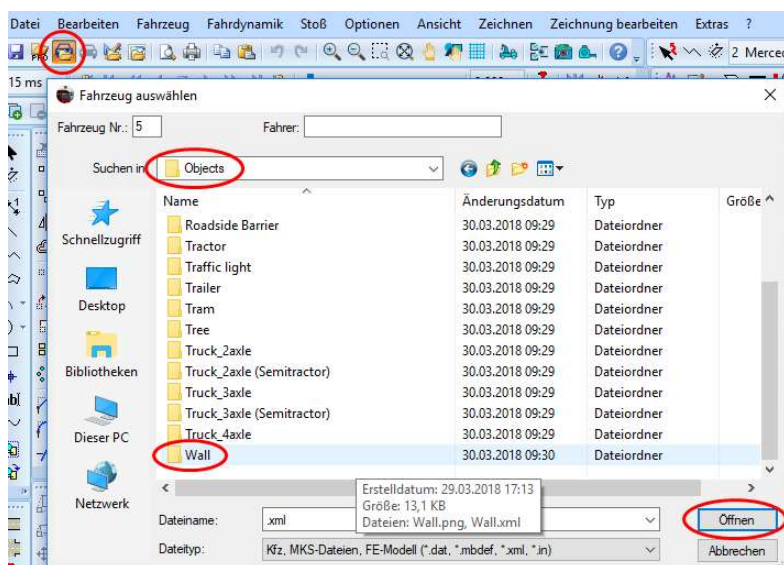 Datei Bearbeiten Fahrzeug Fahrdynamik Stoß Optionen Ansicht Zeichnen Zeichnung bearbeiten Extras ?
2 Merced
15 ms
Fahrzeug auswählen
Fahrzeug Nr.: 5 Fahrer:
Suchen in Objects
Name Änderungsdatum Typ Größe
Roadside Barrier 30.03.2018 09:29 Dateiordner
Tractor 30.03.2018 09:29 Dateiordner
Traffic light 30.03.2018 09:29 Dateiordner
Trailer 30.03.2018 09:29 Dateiordner
Tram 30.03.2018 09:29 Dateiordner
Tree 30.03.2018 09:29 Dateiordner
Truck_2axle 30.03.2018 09:29 Dateiordner
Truck_2axle (Semitractor) 30.03.2018 09:29 Dateiordner
Truck_3axle 30.03.2018 09:29 Dateiordner
Truck_3axle (Semitractor) 30.03.2018 09:29 Dateiordner
Truck_4axle 30.03.2018 09:29 Dateiordner
Wall 30.03.2018 09:30 Dateiordner
Schnellzugriff
Desktop
Bibliotheken
Dieser PC
Netzwerk
Erstelldatum: 29.03.2018 17:13
Größe: 13,1 KB
Dateien: Wall.png, Wall.xml
Dateiname: .xml Öffnen
Dateityp: Kfz, MKS-Dateien, FE-Modell (*.dat, *.mbdef, *.xml, *.in) Abbrechen